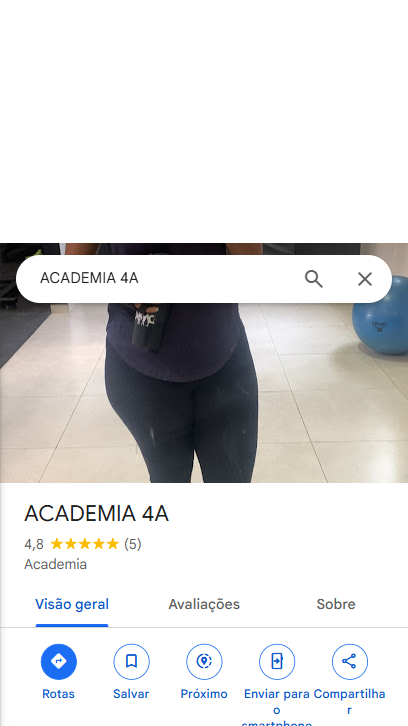 ACADEMIA 4A
ACADEMIA 4A
4,8 (5)
Academia
Visão geral Avaliações Sobre
Rotas Salvar Próximo Enviar para o smartphone Compartilhar